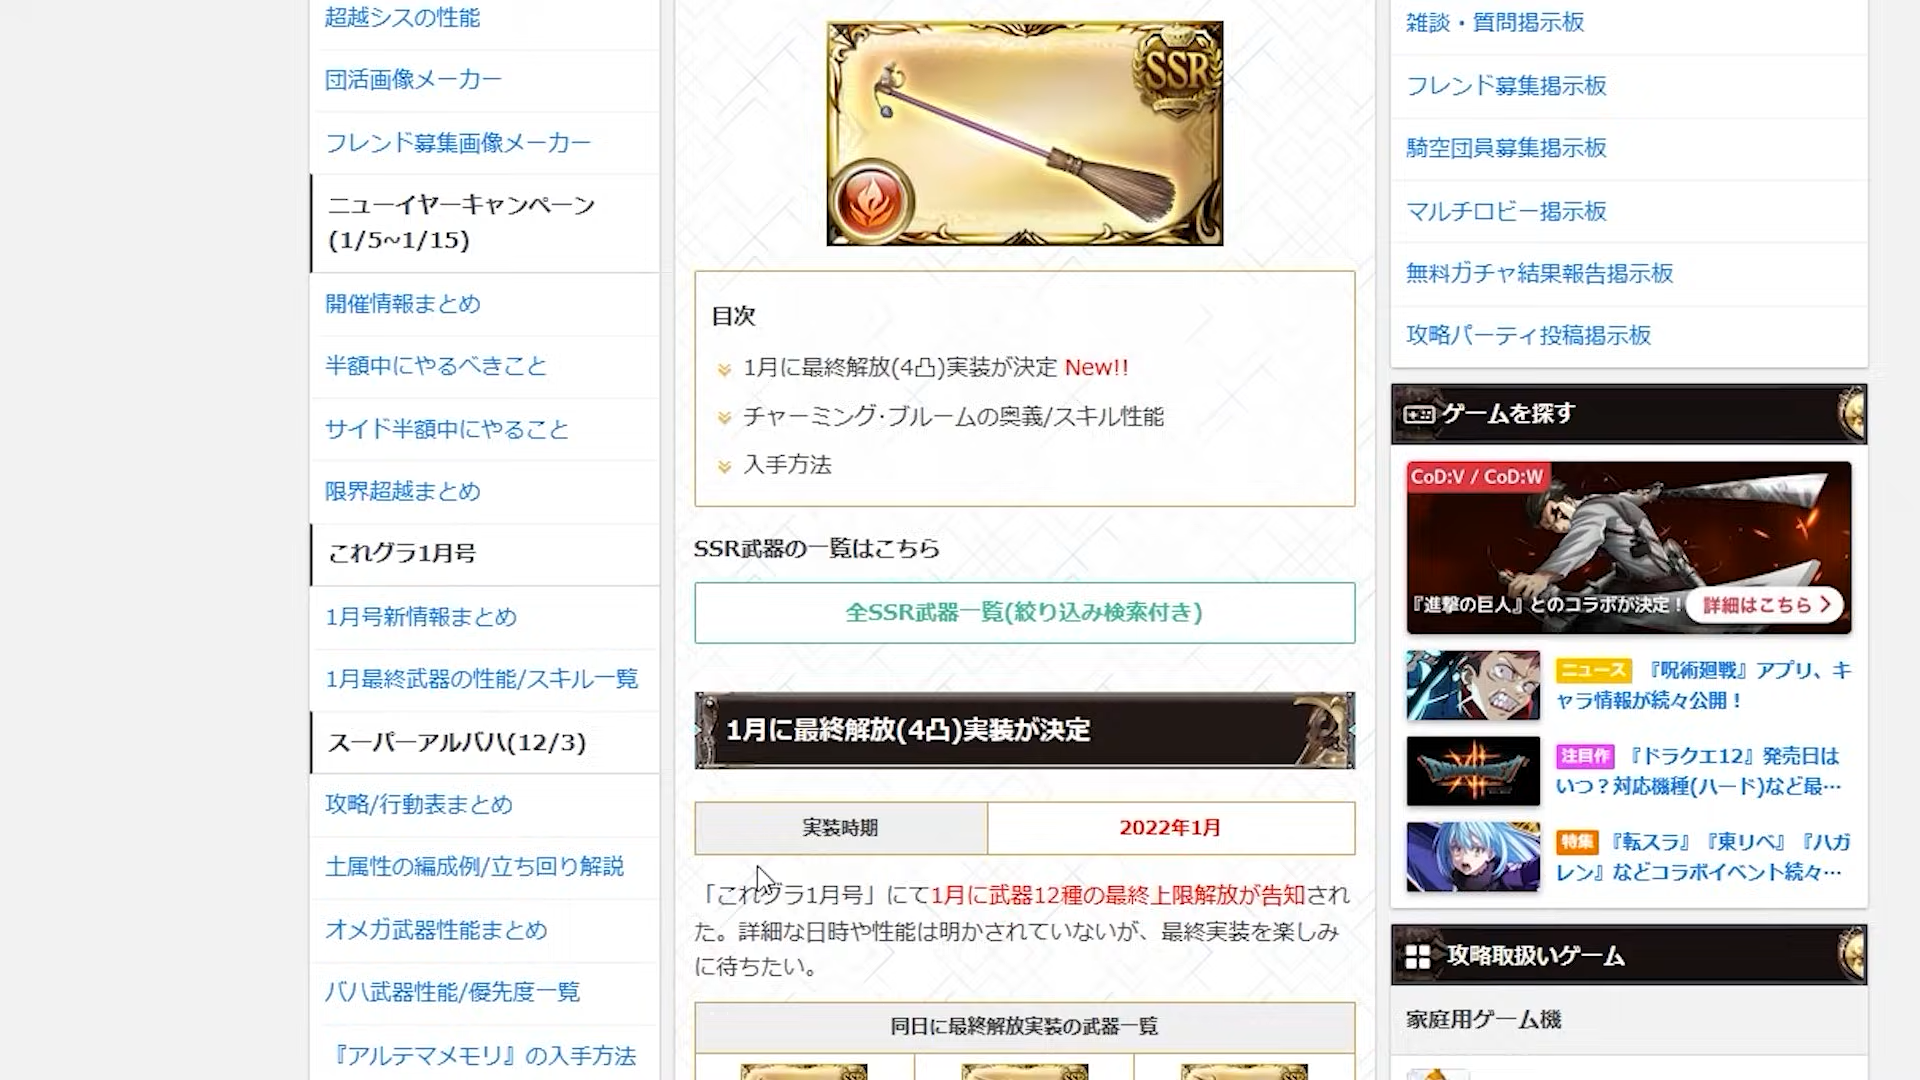 超越シスの性能
団活画像メーカー
フレンド募集画像メーカー
ニューイヤーキャンペーン
(1/5~1/15)
開催情報まとめ
半額中にやるべきこと
サイド半額中にやること
限界超越まとめ
これグラ1月号
1月号新情報まとめ
1月最終武器の性能/スキル一覧
スーパーアルバハ(12/3)
攻略/行動表まとめ
土属性の編成例/立ち回り解説
オメガ武器性能まとめ
バハ武器性能/優先度一覧
『アルテマメモリ』の入手方法
SSR
目次
1月に最終解放(4凸)実装が決定 New!!
チャーミング･ブルームの奥義/スキル性能
入手方法
SSR武器の一覧はこちら
全SSR武器一覧(絞り込み検索付き)
1月に最終解放(4凸)実装が決定
実装時期 2022年1月
「これグラ1月号」にて1月に武器12種の最終上限解放が告知され
た。詳細な日時や性能は明かされていないが、最終実装を楽しみ
に待ちたい。
同日に最終解放実装の武器一覧
雑談・質問掲示板
フレンド募集掲示板
騎空団員募集掲示板
マルチロビー掲示板
無料ガチャ結果報告掲示板
攻略パーティ投稿掲示板
ゲームを探す
CoD:V / CoD:W
『進撃の巨人』とのコラボが決定！
詳細はこちら
ニュース 『呪術廻戦』アプリ、キ
ャラ情報が続々公開！
注目作 『ドラクエ12』発売日は
いつ？対応機種(ハード)など最…
特集 『転スラ』『東リベ』『ハガ
レン』などコラボイベント続々…
攻略取扱いゲーム
家庭用ゲーム機